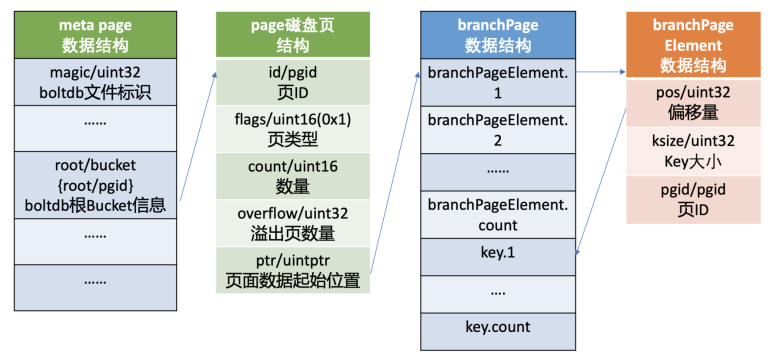 meta page
数据结构
magic/uint32
boltdb文件标识
……
root/bucket
{root/pgid}
boltdb根Bucket信息
……
……
page磁盘页
结构
id/pgid
页ID
flags/uint16(0x1)
页类型
count/uint16
数量
overflow/uint32
溢出页数量
ptr/uintptr
页面数据起始位置
branchPage
数据结构
branchPageElement.
1
branchPageElement.
2
……
branchPageElement.
count
key.1
….
key.count
branchPage
Element
数据结构
pos/uint32
偏移量
ksize/uint32
Key大小
pgid/pgid
页ID